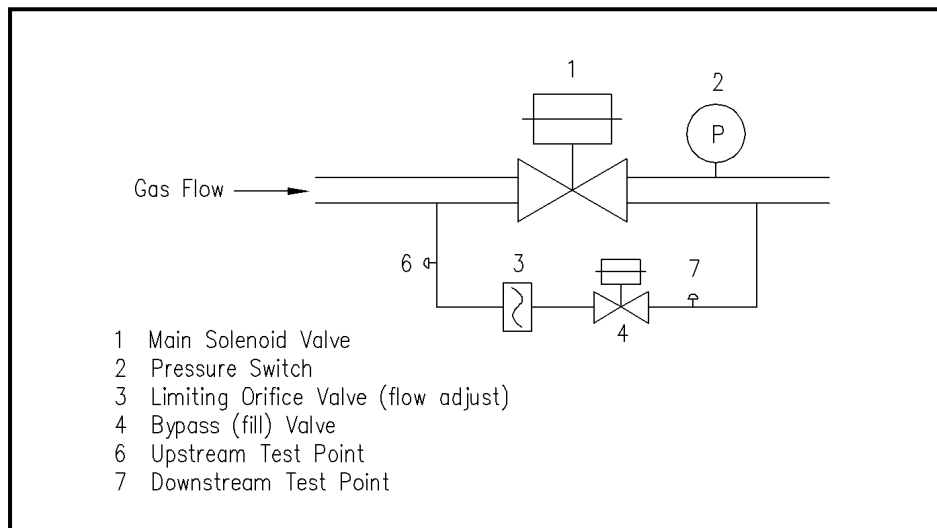 1
2
P
Gas Flow
6
3
7
4
1 Main Solenoid Valve
2 Pressure Switch
3 Limiting Orifice Valve (flow adjust)
4 Bypass (fill) Valve
6 Upstream Test Point
7 Downstream Test Point